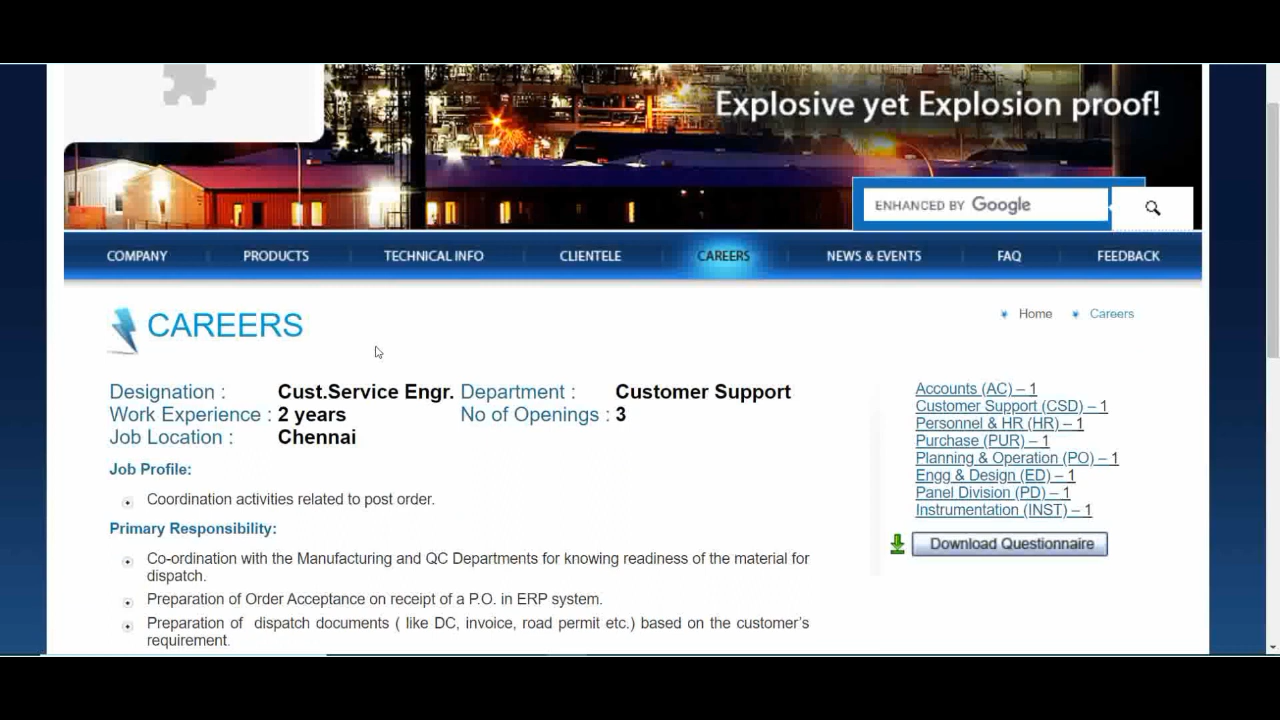 Explosive yet Explosion proof!
ENHANCED BY Google
COMPANY PRODUCTS TECHNICAL INFO CLIENTELE CAREERS NEWS & EVENTS FAQ FEEDBACK
CAREERS
Home Careers
Designation : Cust.Service Engr. Department : Customer Support
Work Experience : 2 years No of Openings : 3
Job Location : Chennai
Job Profile:
Coordination activities related to post order.
Primary Responsibility:
Co-ordination with the Manufacturing and QC Departments for knowing readiness of the material for
dispatch.
Preparation of Order Acceptance on receipt of a P.O. in ERP system.
Preparation of dispatch documents ( like DC, invoice, road permit etc.) based on the customer’s
requirement.
Accounts (AC) – 1
Customer Support (CSD) – 1
Personnel & HR (HR) – 1
Purchase (PUR) – 1
Planning & Operation (PO) – 1
Engg & Design (ED) – 1
Panel Division (PD) – 1
Instrumentation (INST) – 1
Download Questionnaire